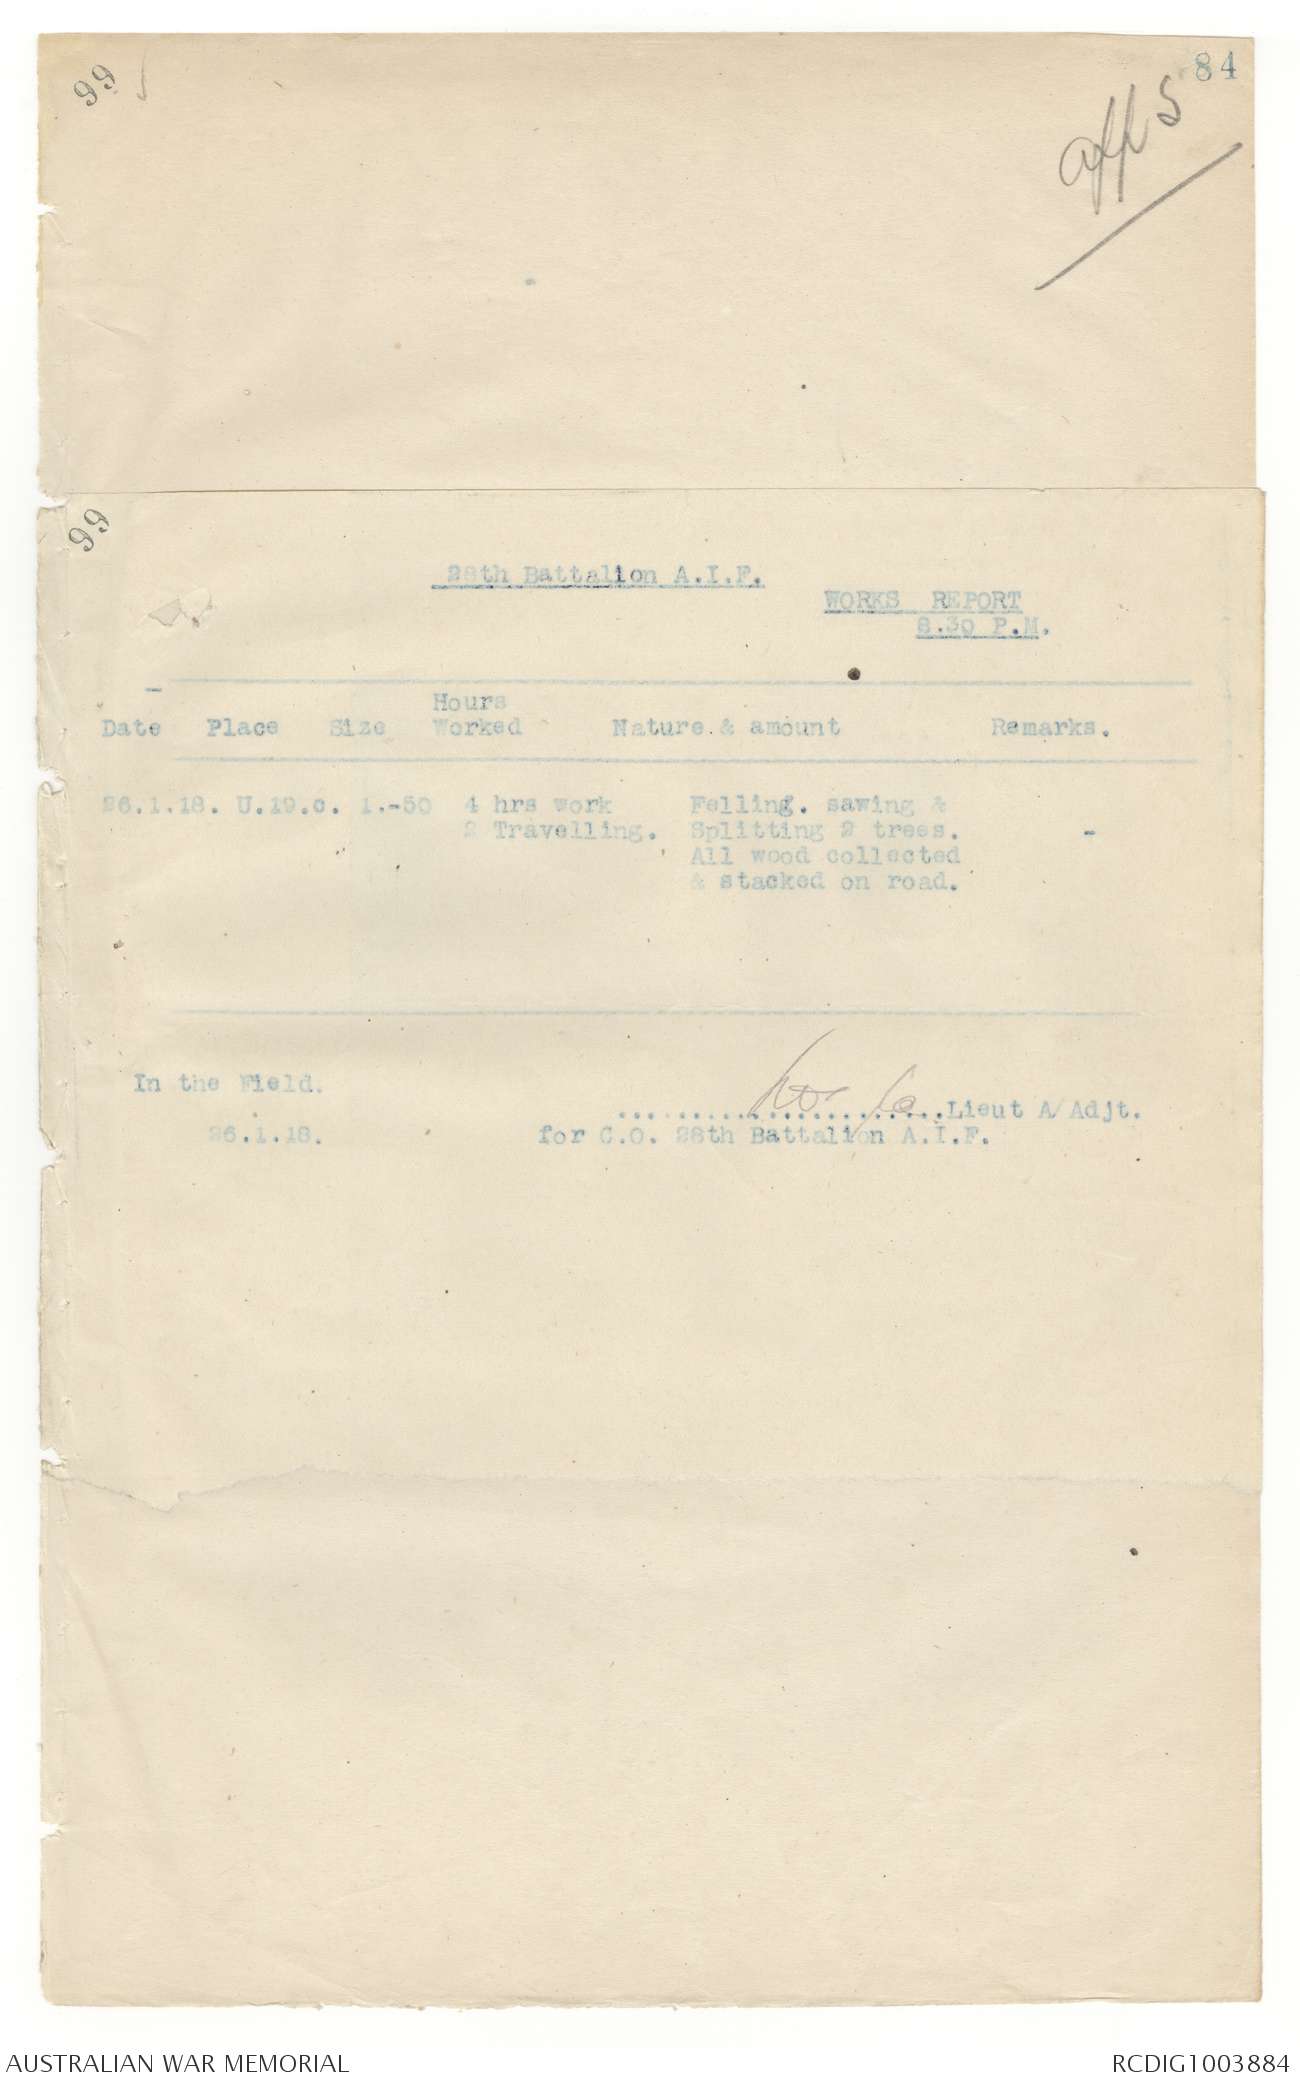 99
84
app 5
99
28th Battalion A.I.F.
WORKS REPORT
8.30 P.M.
Hours
Date Place Size Worked Nature & amount Remarks.
26.1.18. U.19.c. 1.-50 4 hrs work Felling. sawing &
2 Travelling. Splitting 2 trees. -
All wood collected
& stacked on road.
In the Field.
.......................Lieut A/Adjt.
26.1.18. for C.O. 28th Battalion A.I.F.
AUSTRALIAN WAR MEMORIAL RCDIG1003884